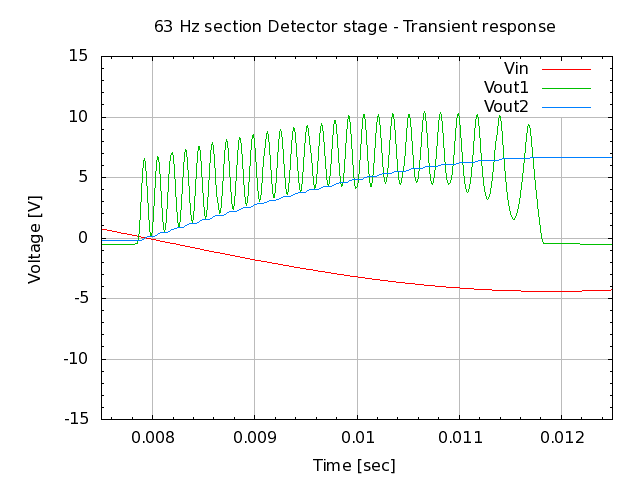 63 Hz section Detector stage - Transient response
15
10
5
0
-5
-10
-15
Voltage [V]
Vin
Vout1
Vout2
0.008 0.009 0.01 0.011 0.012
Time [sec]